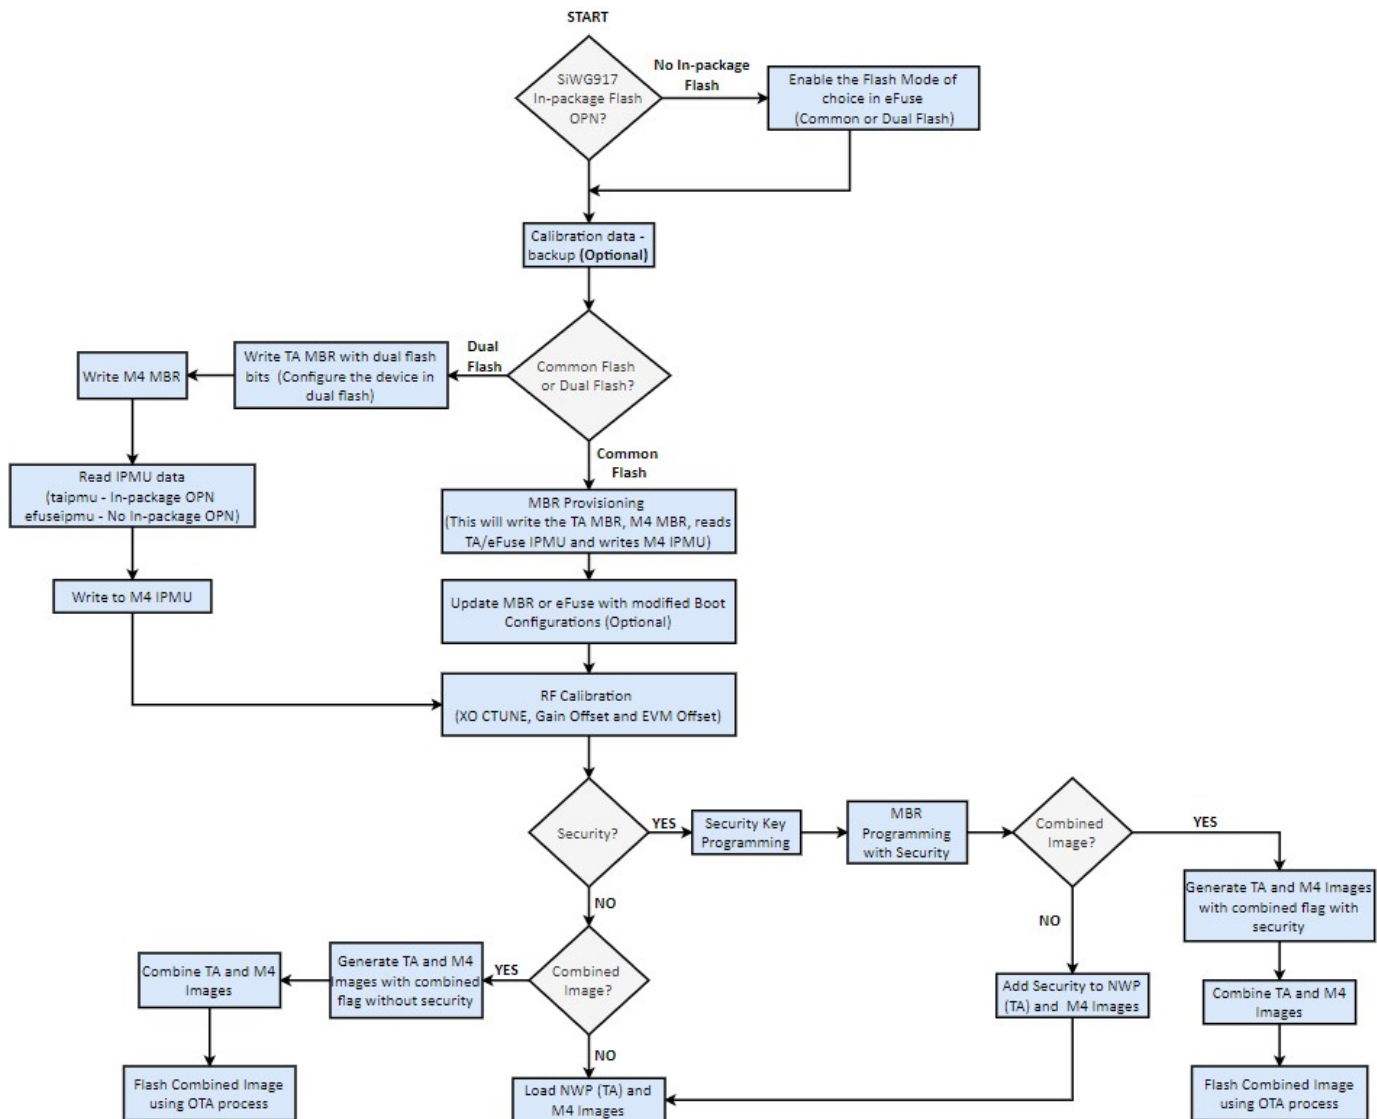 START
SiWG917
In-package Flash
OPN?
No In-package
Flash
Enable the Flash Mode of
choice in eFuse
(Common or Dual Flash)
Calibration data -
backup (Optional)
Common Flash
or Dual Flash?
Dual
Flash
Write TA MBR with dual flash
bits (Configure the device in
dual flash)
Write M4 MBR
Read IPMU data
(taipmu - In-package OPN
efuseipmu - No In-package OPN)
Write to M4 IPMU
Common
Flash
MBR Provisioning
(This will write the TA MBR, M4 MBR, reads
TA/eFuse IPMU and writes M4 IPMU)
Update MBR or eFuse with modified Boot
Configurations (Optional)
RF Calibration
(XO CTUNE, Gain Offset and EVM Offset)
Security?
YES
Security Key
Programming
MBR
Programming
with Security
Combined
Image?
YES
Generate TA and M4 Images
with combined flag with
security
Combine TA and M4
Images
Flash Combined Image
using OTA process
NO
Add Security to NWP
(TA) and M4 Images
NO
Combined
Image?
YES
Generate TA and M4
Images with combined
flag without security
Combine TA and M4
Images
Flash Combined Image
using OTA process
NO
Load NWP (TA) and
M4 Images